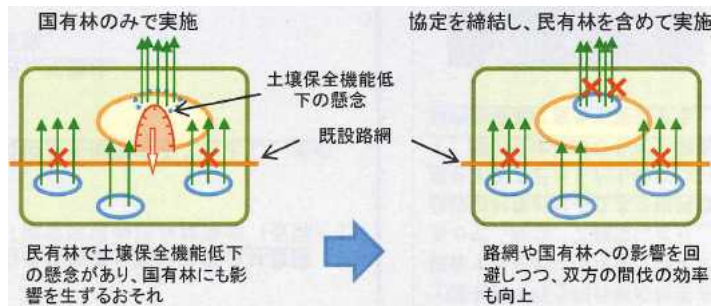 国有林のみで実施
協定を締結し、民有林を含めて実施
土壌保全機能低
下の懸念
既設路網
民有林で土壌保全機能低下
の懸念があり、国有林にも影
響を生ずるおそれ
路網や国有林への影響を回
避しつつ、双方の間伐の効率
も向上